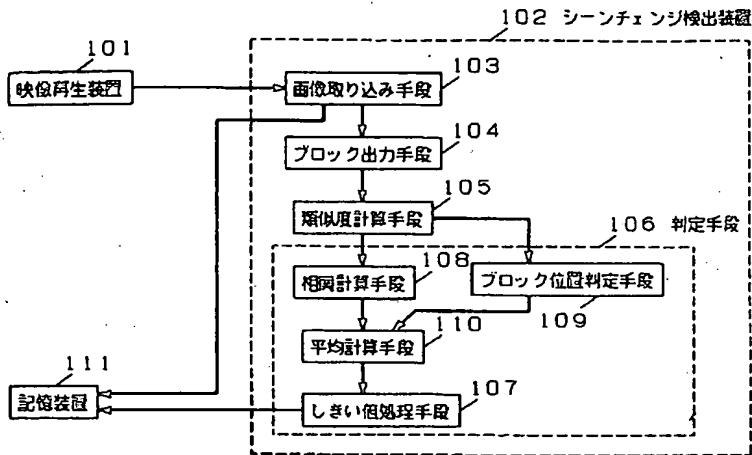 102 シーンチェンジ検出装置
101
映像再生装置
103
画像取り込み手段
104
ブロック出力手段
105
類似度計算手段
106 判定手段
108
相関計算手段
ブロック位置判定手段
109
110
平均計算手段
111
記憶装置
107
しきい値処理手段